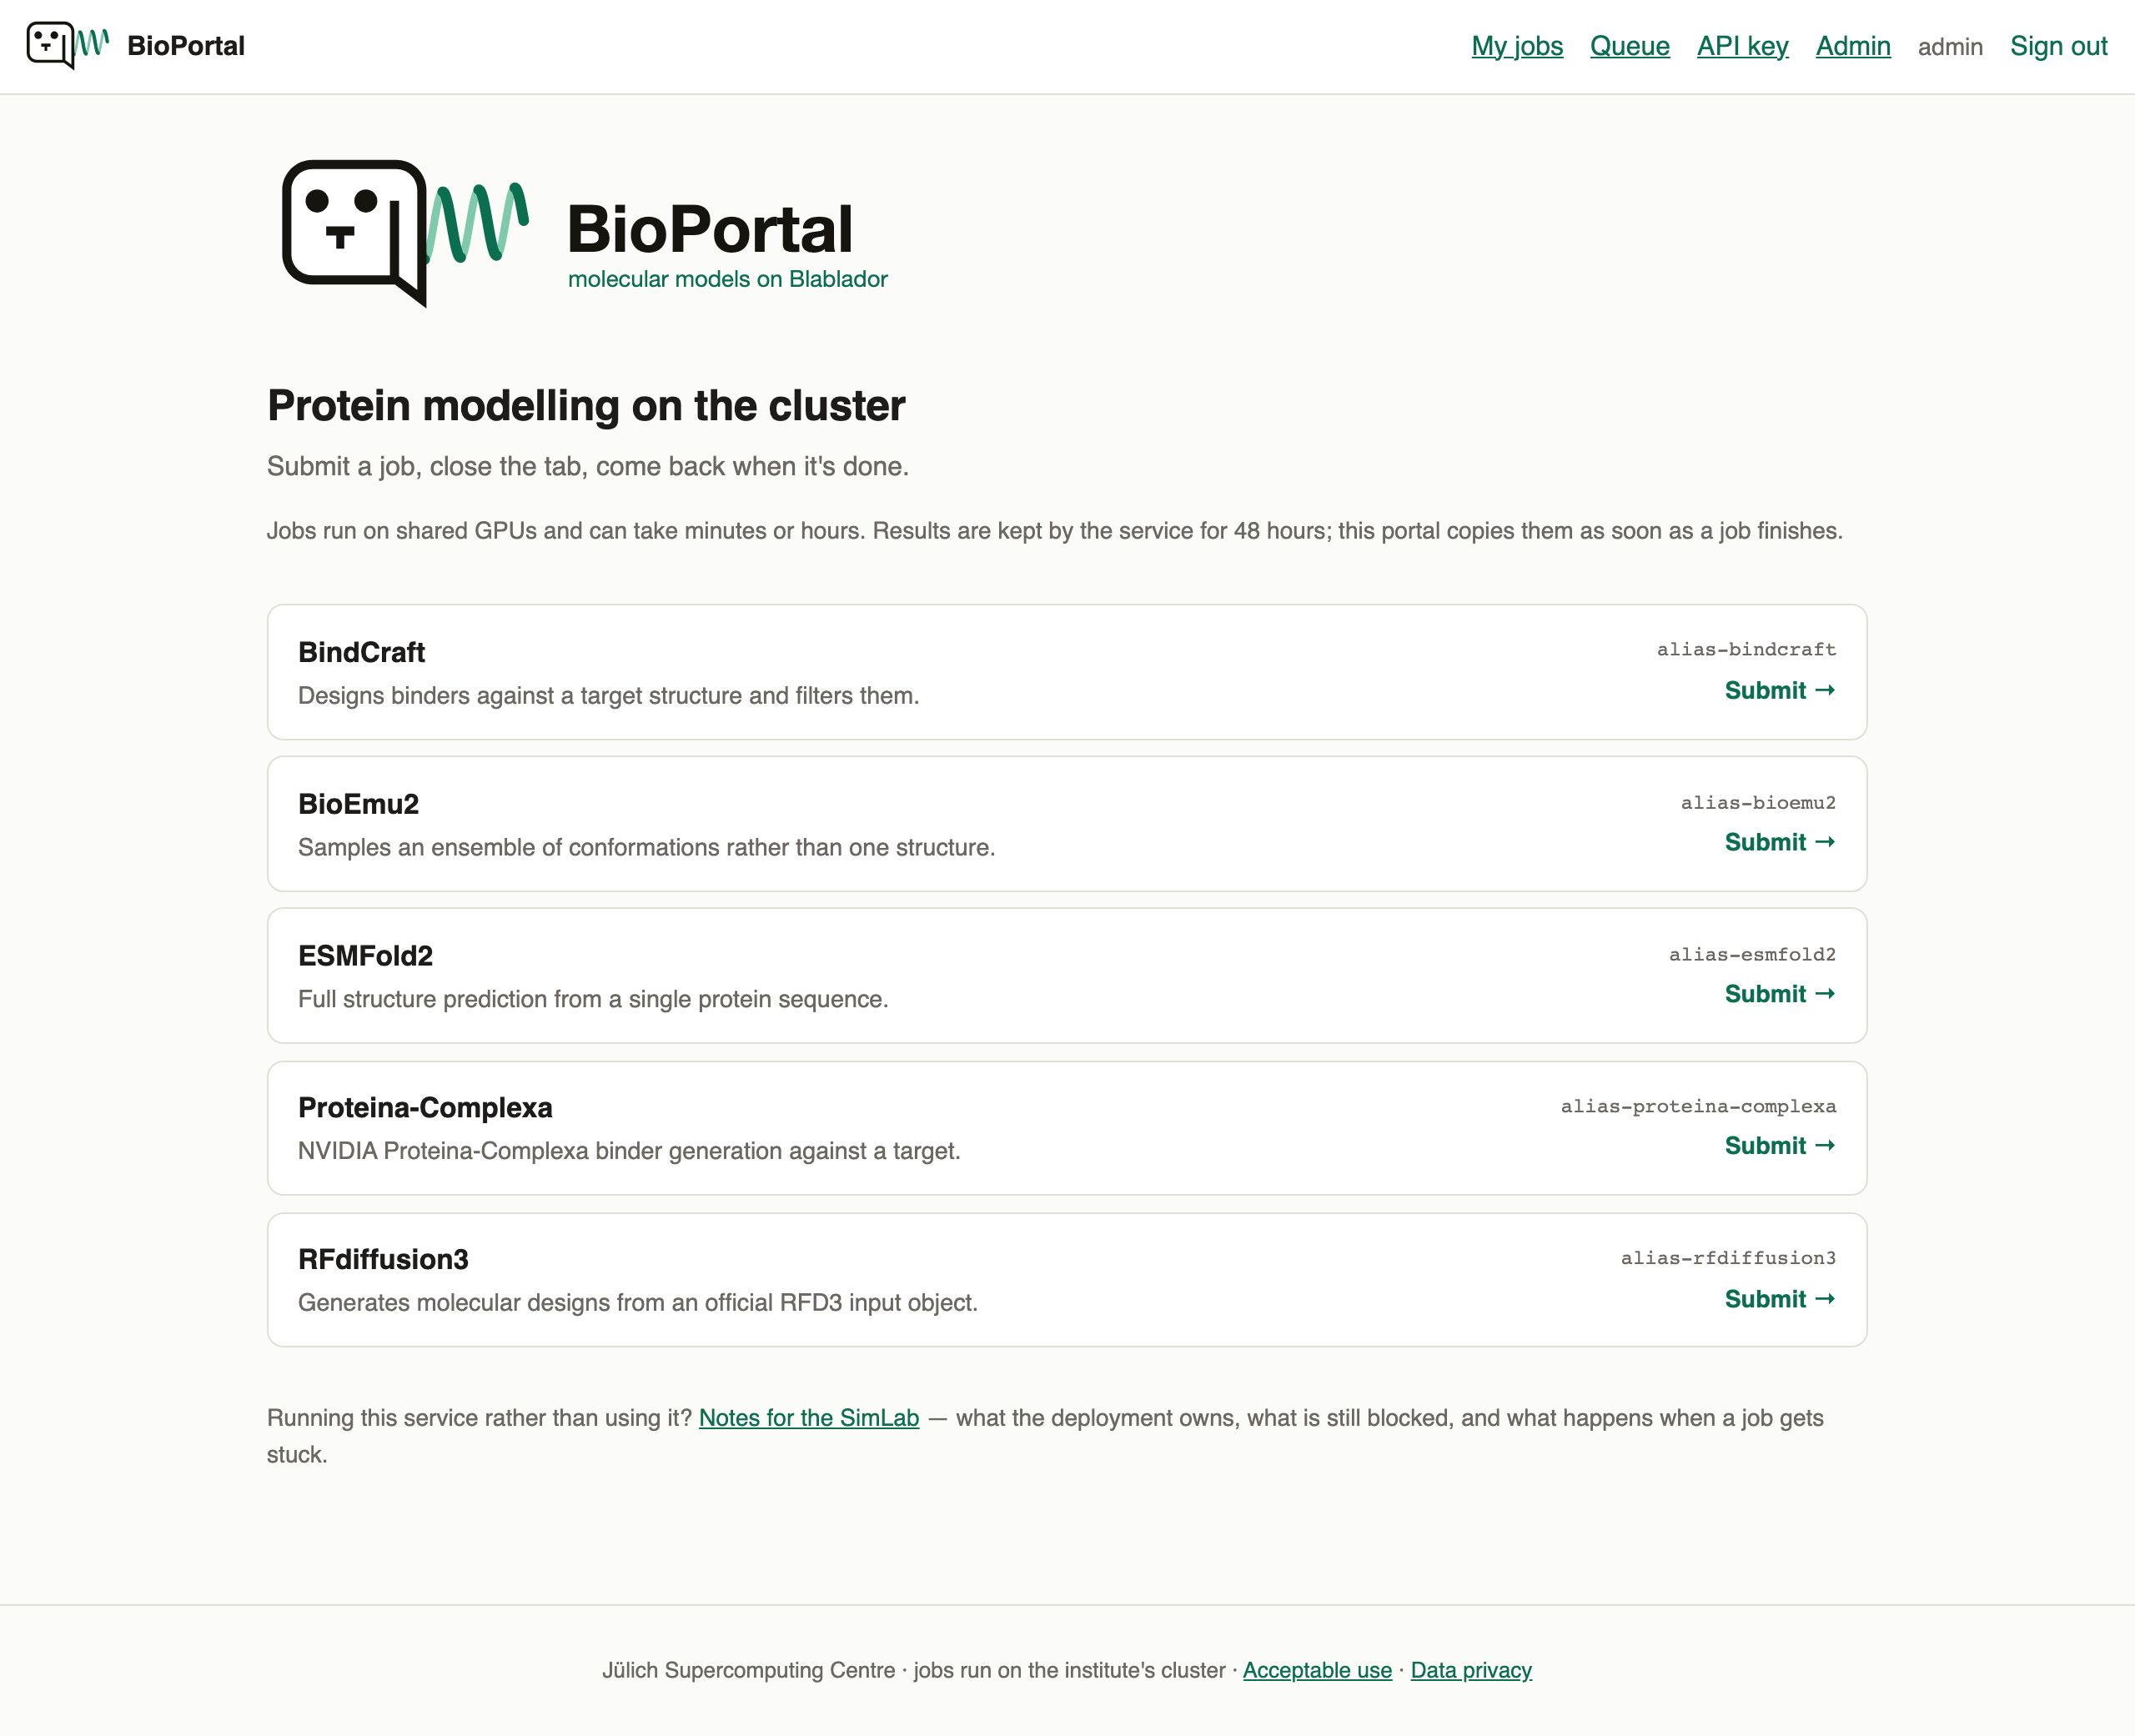 BioPortal
My jobs Queue API key Admin admin Sign out
BioPortal
molecular models on Blablador
Protein modelling on the cluster
Submit a job, close the tab, come back when it's done.
Jobs run on shared GPUs and can take minutes or hours. Results are kept by the service for 48 hours; this portal copies them as soon as a job finishes.
BindCraft
alias-bindcraft
Designs binders against a target structure and filters them.
Submit →
BioEmu2
alias-bioemu2
Samples an ensemble of conformations rather than one structure.
Submit →
ESMFold2
alias-esmfold2
Full structure prediction from a single protein sequence.
Submit →
Proteina-Complexa
alias-proteina-complexa
NVIDIA Proteina-Complexa binder generation against a target.
Submit →
RFdiffusion3
alias-rfdiffusion3
Generates molecular designs from an official RFD3 input object.
Submit →
Running this service rather than using it? Notes for the SimLab — what the deployment owns, what is still blocked, and what happens when a job gets
stuck.
Jülich Supercomputing Centre · jobs run on the institute's cluster · Acceptable use · Data privacy